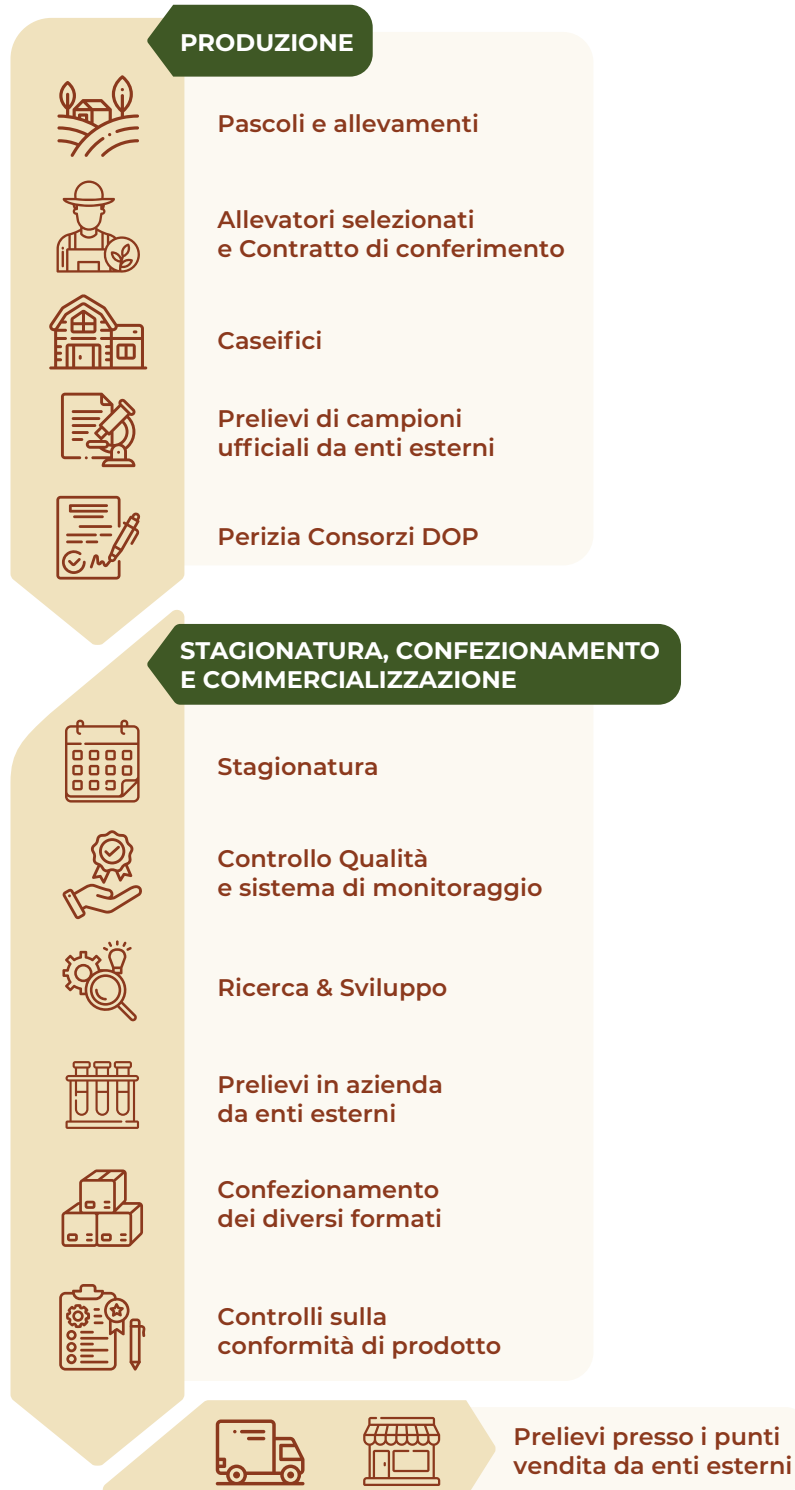 PRODUZIONE
Pascoli e allevamenti
Allevatori selezionati
e Contratto di conferimento
Caseifici
Prelievi di campioni
ufficiali da enti esterni
Perizia Consorzi DOP
STAGIONATURA, CONFEZIONAMENTO
E COMMERCIALIZZAZIONE
Stagionatura
Controllo Qualità
e sistema di monitoraggio
Ricerca & Sviluppo
Prelievi in azienda
da enti esterni
Confezionamento
dei diversi formati
Controlli sulla
conformità di prodotto
Prelievi presso i punti
vendita da enti esterni